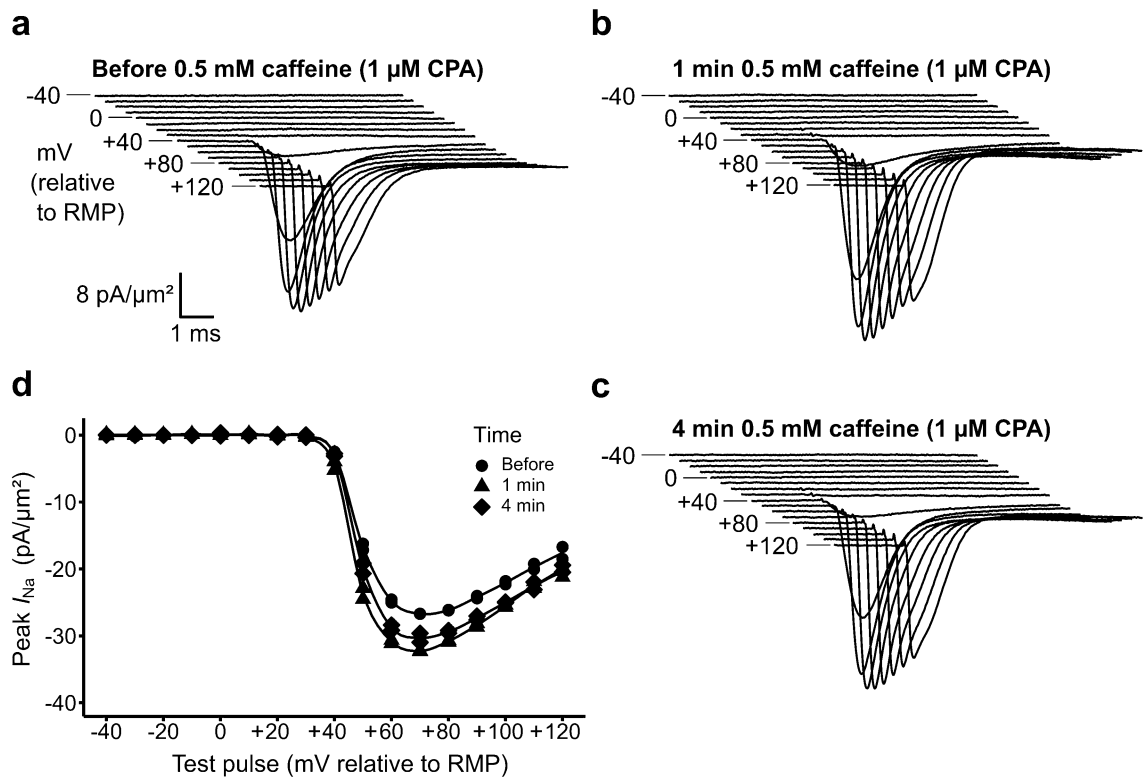 a
Before 0.5 mM caffeine (1 µM CPA)
-40
0
+40
+80
+120
mV
(relative
to RMP)
8 pA/µm²
1 ms
b
1 min 0.5 mM caffeine (1 µM CPA)
-40
0
+40
+80
+120
d
0
-10
-20
-30
-40
Peak INa (pA/µm²)
Time
Before
1 min
4 min
-40 -20 0 +20 +40 +60 +80 +100 +120
Test pulse (mV relative to RMP)
c
4 min 0.5 mM caffeine (1 µM CPA)
-40
0
+40
+80
+120